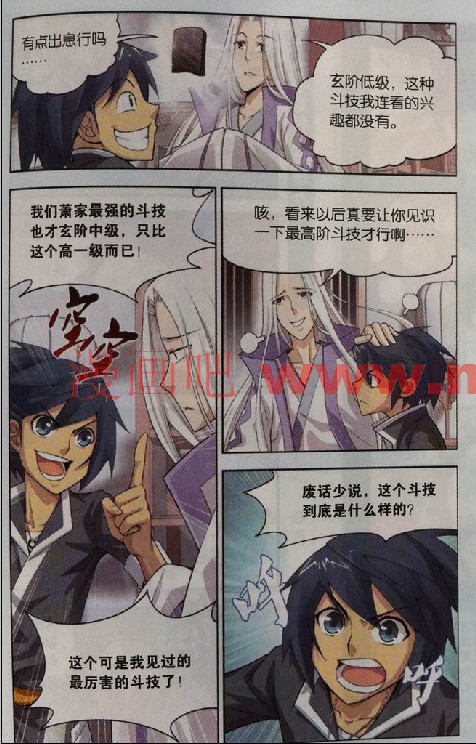 有点出息行吗
……
玄阶低级，这种
斗技我连看的兴
趣都没有。
我们萧家最强的斗技
也才玄阶中级，只比
这个高一级而已！
咳，看来以后真要让你见识
一下最高阶斗技才行啊……
漫画吧 www.n
废话少说，这个斗技
到底是什么样的？
呼
呼
这个可是我见过的
最厉害的斗技了！